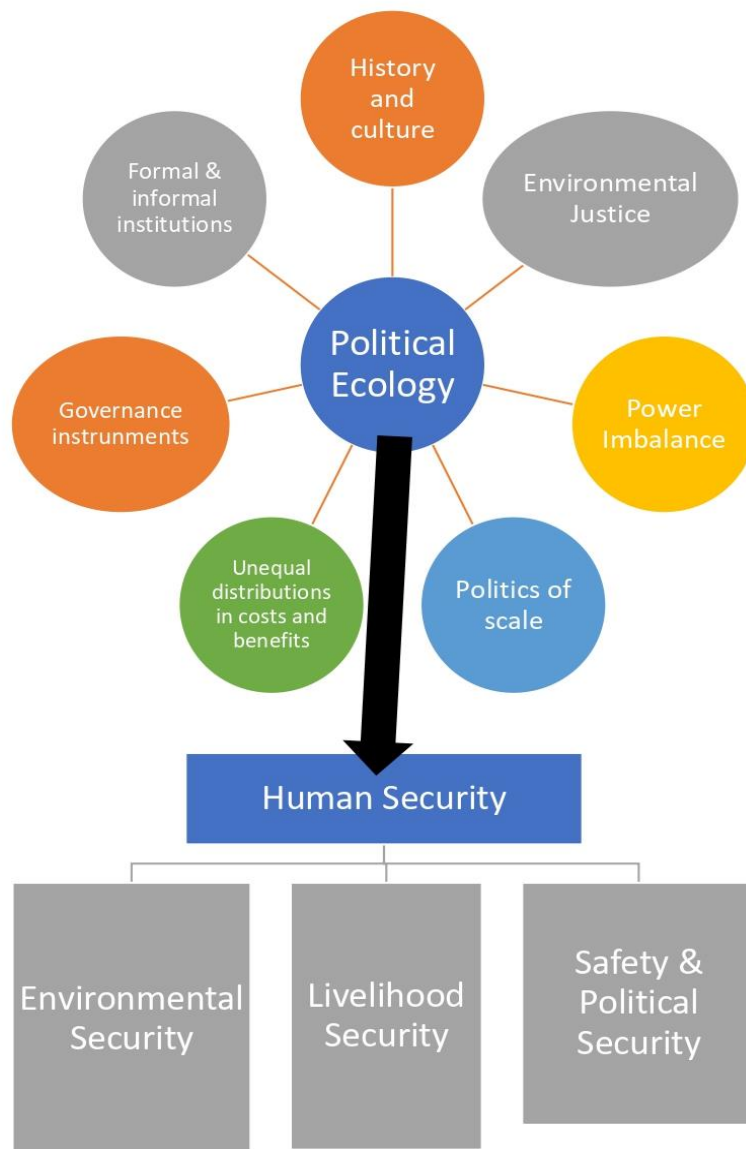 History
and
culture
Formal &
informal
institutions
Environmental
Justice
Political
Ecology
Governance
instrunments
Power
Imbalance
Unequal
distributions
in costs and
benefits
Politics of
scale
Human Security
Environmental
Security
Livelihood
Security
Safety &
Political
Security